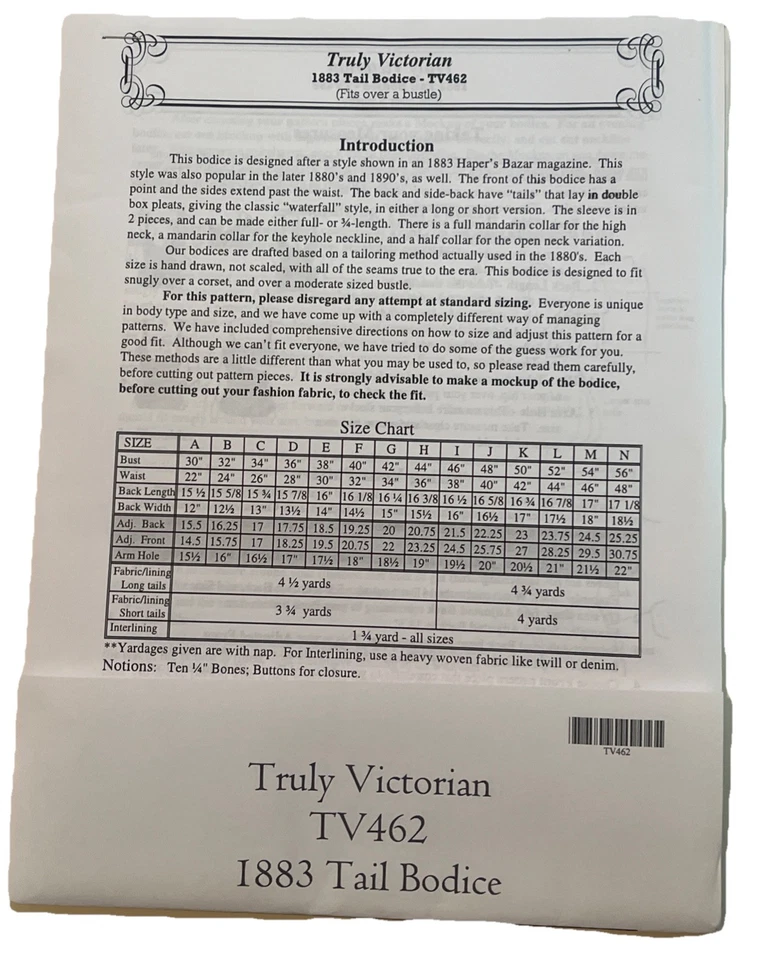 Truly Victorian
1883 Tail Bodice - TV462
(Fits over a bustle)
Introduction
This bodice is designed after a style shown in an 1883 Haper's Bazar magazine. This
style was also popular in the later 1880's and 1890's, as well. The front of this bodice has a
point and the sides extend past the waist. The back and side-back have "tails" that lay in double
box pleats, giving the classic "waterfall" style, in either a long or short version. The sleeve is in
2 pieces, and can be made either full- or ¾-length. There is a full mandarin collar for the high
neck, a mandarin collar for the keyhole neckline, and a half collar for the open neck variation.
Our bodices are drafted based on a tailoring method actually used in the 1880's. Each
size is hand drawn, not scaled, with all of the seams true to the era. This bodice is designed to fit
snugly over a corset, and over a moderate sized bustle.
For this pattern, please disregard any attempt at standard sizing. Everyone is unique
in body type and size, and we have come up with a completely different way of managing
patterns. We have included comprehensive directions on how to size and adjust this pattern for a
good fit. Although we can't fit everyone, we have tried to do some of the guess work for you.
These methods are a little different than what you may be used to, so please read them carefully,
before cutting out pattern pieces. It is strongly advisable to make a mockup of the bodice,
before cutting out your fashion fabric, to check the fit.
Size Chart
SIZE A B C D E F G H I J K L M N
Bust 30" 32" 34" 36" 38" 40" 42" 44" 46" 48" 50" 52" 54" 56"
Waist 22" 24" 26" 28" 30" 32" 34" 36" 38" 40" 42" 44" 46" 48"
Back Length 15 ½ 15 5/8 15 ¾ 15 7/8 16" 16 1/8 16 ¼ 16 3/8 16 ½ 16 5/8 16 ¾ 16 7/8 17" 17 1/8
Back Width 12" 12½ 13" 13½ 14" 14½ 15" 15½ 16" 16½ 17" 17½ 18" 18½
Adj. Back 15.5 16.25 17 17.75 18.5 19.25 20 20.75 21.5 22.25 23 23.75 24.5 25.25
Adj. Front 14.5 15.75 17 18.25 19.5 20.75 22 23.25 24.5 25.75 27 28.25 29.5 30.75
Arm Hole 15½ 16" 16½ 17" 17½ 18" 18½ 19" 19½ 20" 20½ 21" 21½ 22"
Fabric/lining
Long tails 4 ½ yards 4 ¾ yards
Fabric/lining
Short tails 3 ¾ yards 4 yards
Interlining 1 ¾ yard - all sizes
**Yardages given are with nap. For Interlining, use a heavy woven fabric like twill or denim.
Notions: Ten ¼" Bones; Buttons for closure.
TV462
Truly Victorian
TV462
1883 Tail Bodice